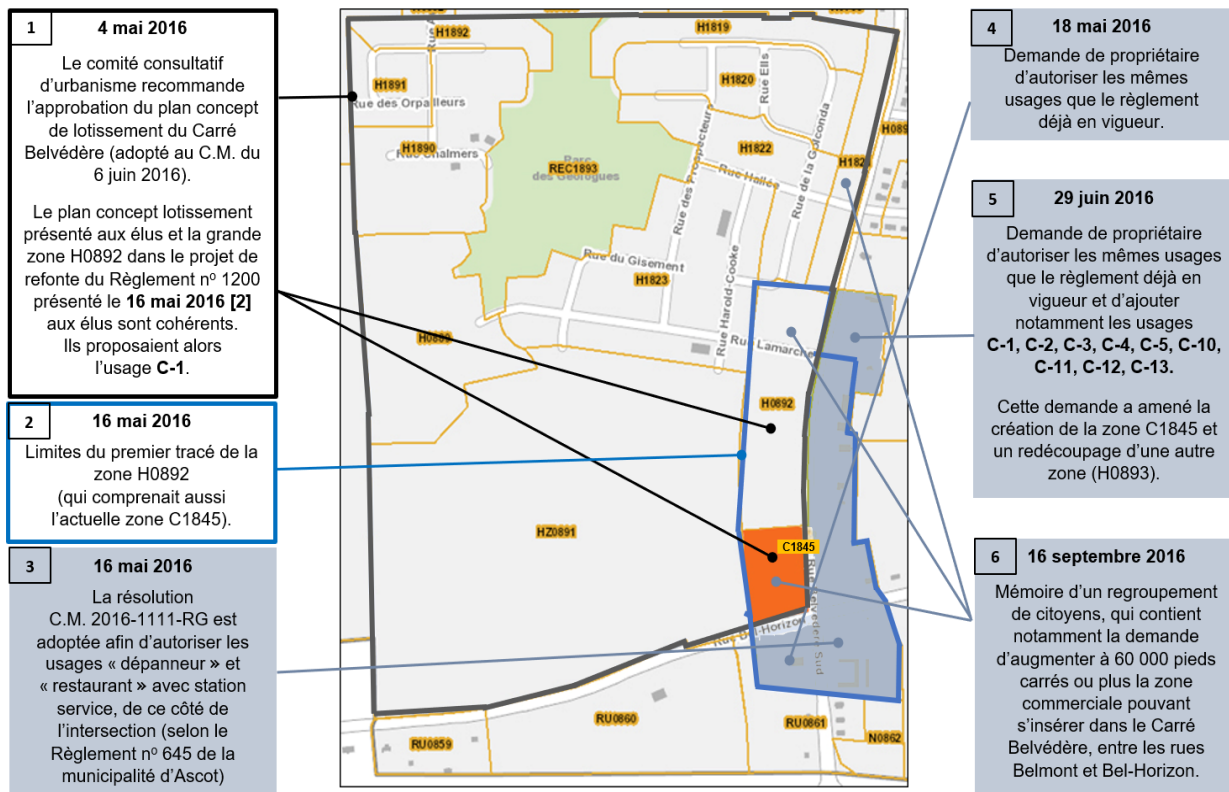 1
4 mai 2016
Le comité consultatif
d'urbanisme recommande
l'approbation du plan concept
de lotissement du Carré
Belvédère (adopté au C.M. du
6 juin 2016).
Le plan concept lotissement
présenté aux élus et la grande
zone H0892 dans le projet de
refonte du Règlement nº 1200
présenté le 16 mai 2016 [2]
aux élus sont cohérents.
Ils proposaient alors
l'usage C-1.
2
16 mai 2016
Limites du premier tracé de la
zone H0892
(qui comprenait aussi
l'actuelle zone C1845).
3
16 mai 2016
La résolution
C.M. 2016-1111-RG est
adoptée afin d'autoriser les
usages « dépanneur » et
« restaurant » avec station
service, de ce côté de
l'intersection (selon le
Règlement nº 645 de la
municipalité d'Ascot)
H1892
H1819
H1891
H1820
Rue Ells
Rue des Orpailleurs
H1890
Rue Chalmers
REC1893
Parc
des Géologues
Rue des Prospecteurs
H1822
Rue de la Golconda
Rue Hallée
Rue du Gisement
H1823
Rue Harold-Cooke
Rue Lamarche
H0892
HZ0891
C1845
Rue Belvédère Sud
Rue Bel-Horizon
RU0860
RU0859
RU0861
N0862
4
18 mai 2016
Demande de propriétaire
d'autoriser les mêmes
usages que le règlement
déjà en vigueur.
5
29 juin 2016
Demande de propriétaire
d'autoriser les mêmes usages
que le règlement déjà en
vigueur et d'ajouter
notamment les usages
C-1, C-2, C-3, C-4, C-5, C-10,
C-11, C-12, C-13.
Cette demande a amené la
création de la zone C1845 et
un redécoupage d'une autre
zone (H0893).
6
16 septembre 2016
Mémoire d'un regroupement
de citoyens, qui contient
notamment la demande
d'augmenter à 60 000 pieds
carrés ou plus la zone
commerciale pouvant
s'insérer dans le Carré
Belvédère, entre les rues
Belmont et Bel-Horizon.